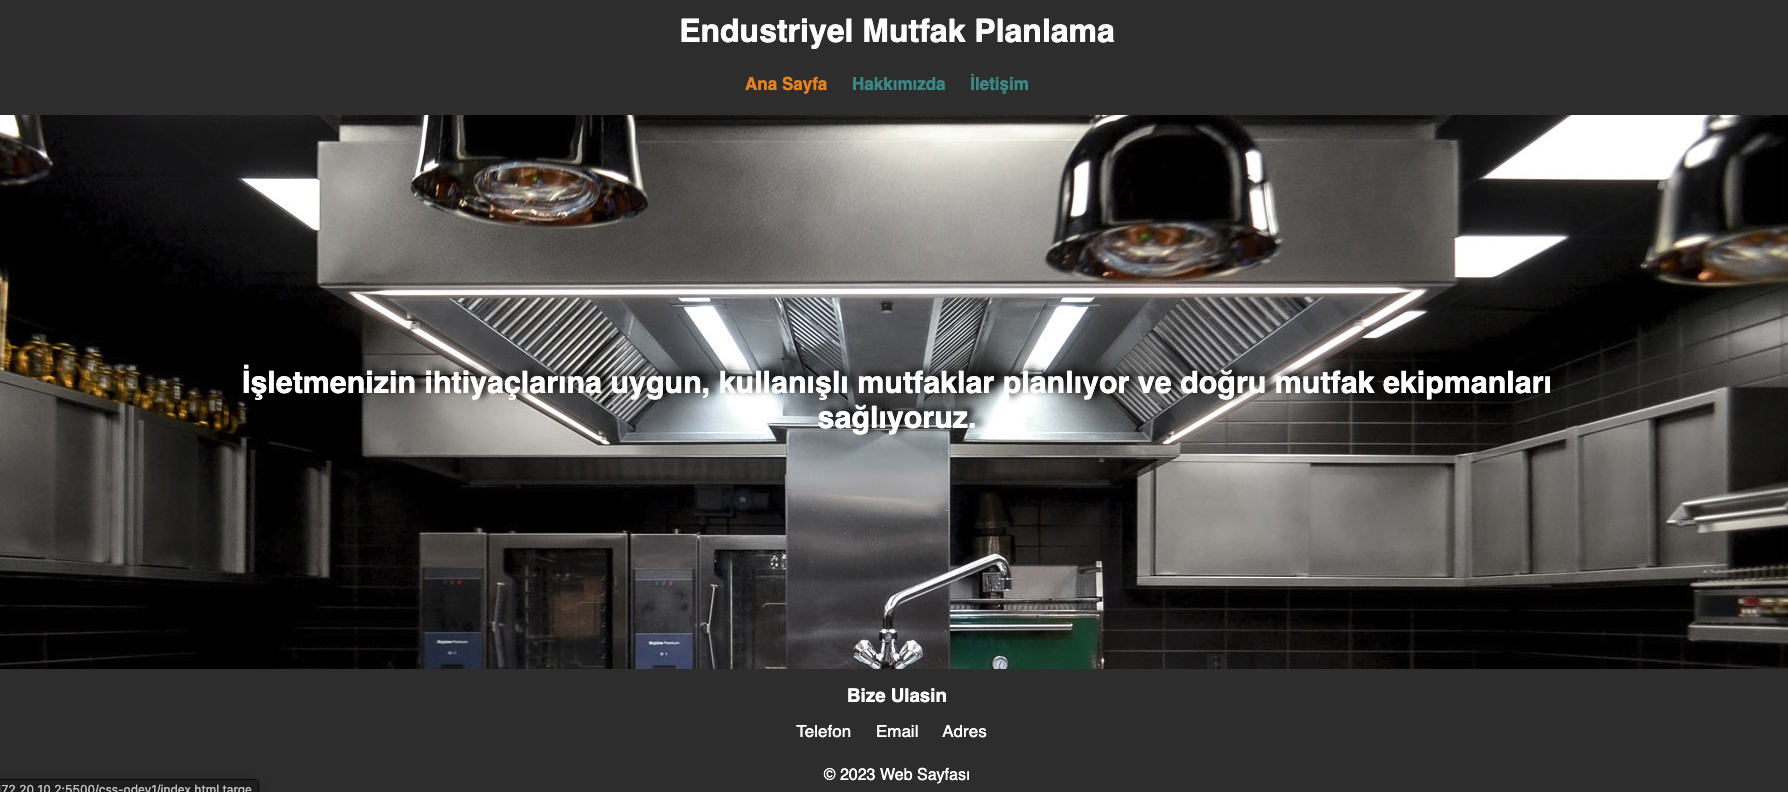 Endustriyel Mutfak Planlama
Ana Sayfa Hakkımızda İletişim
İşletmenizin ihtiyaçlarına uygun, kullanışlı mutfaklar planlıyor ve doğru mutfak ekipmanları
sağlıyoruz.
Bize Ulasin
Telefon Email Adres
© 2023 Web Sayfası
172.20.10.2:5500/css-odev1/index.html.targe